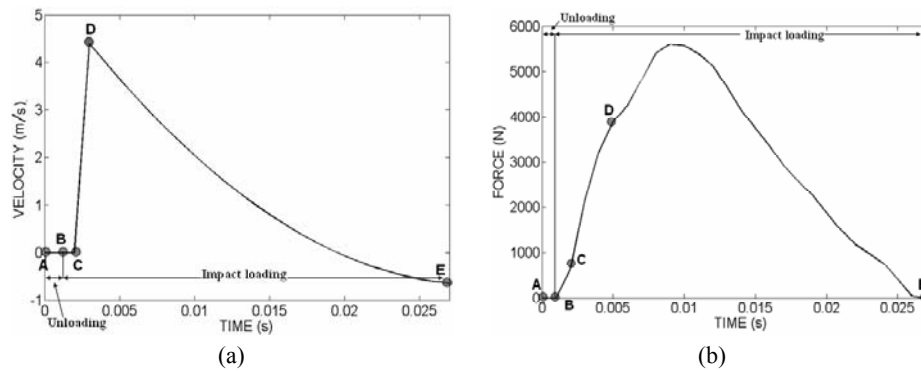 5
4
3
2
1
0
-1
VELOCITY (m/s)
D
B
A
C
E
Impact loading
Unloading
0
0.005
0.01
0.015
0.02
0.025
TIME (s)
(a)
6000
5000
4000
3000
2000
1000
0
FORCE (N)
Unloading
Impact loading
D
C
A
B
0
0.005
0.01
0.015
0.02
0.025
TIME (s)
(b)